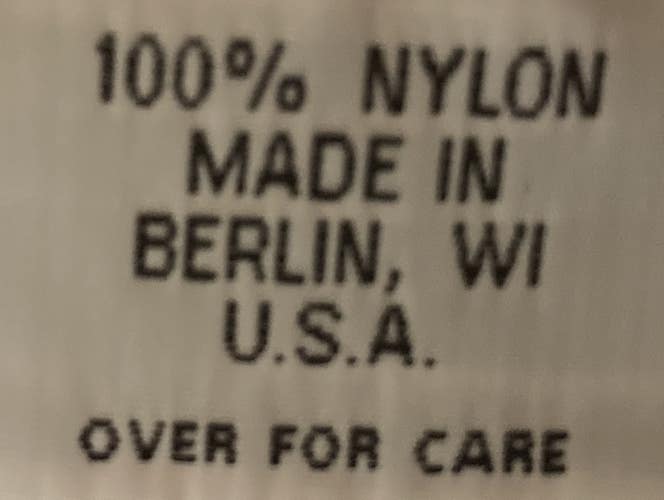 100% NYLON
MADE IN
BERLIN, WI
U.S.A.
OVER FOR CARE